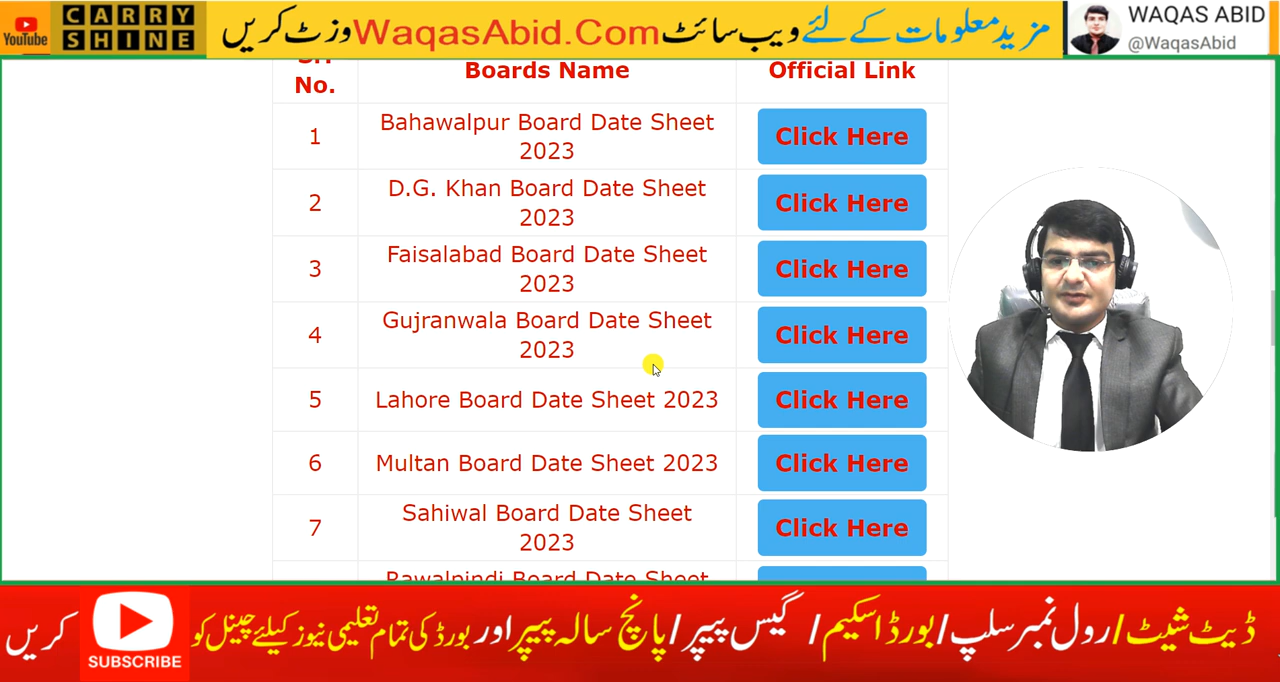 YouTube
CARRY
SHINE
مزید معلومات کے لئے ویب سائٹ WaqasAbid.Com وزٹ کریں
WAQAS ABID
@WaqasAbid
No.
Boards Name
Official Link
1
Bahawalpur Board Date Sheet
2023
Click Here
2
D.G. Khan Board Date Sheet
2023
Click Here
3
Faisalabad Board Date Sheet
2023
Click Here
4
Gujranwala Board Date Sheet
2023
Click Here
5
Lahore Board Date Sheet 2023
Click Here
6
Multan Board Date Sheet 2023
Click Here
7
Sahiwal Board Date Sheet
2023
Click Here
Rawalpindi Board Date Sheet
ڈیٹ شیٹ/رول نمبر سلپ/بورڈ اسکیم/ گیس پیپر/پانچ سالہ پیپر اور بورڈ کی تمام تعلیمی نیوز کیلئے چینل کو SUBSCRIBE کریں